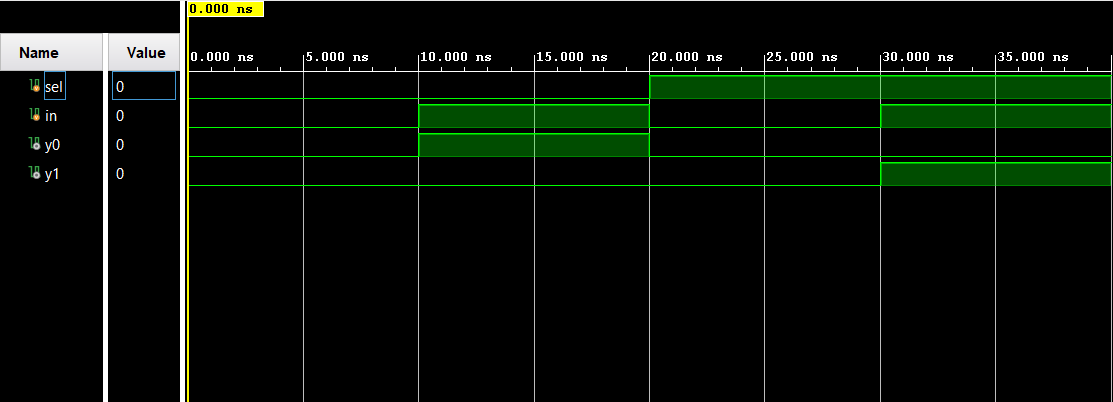 0.000 ns
Name Value
0.000 ns 5.000 ns 10.000 ns 15.000 ns 20.000 ns 25.000 ns 30.000 ns 35.000 ns
sel 0
in 0
y0 0
y1 0